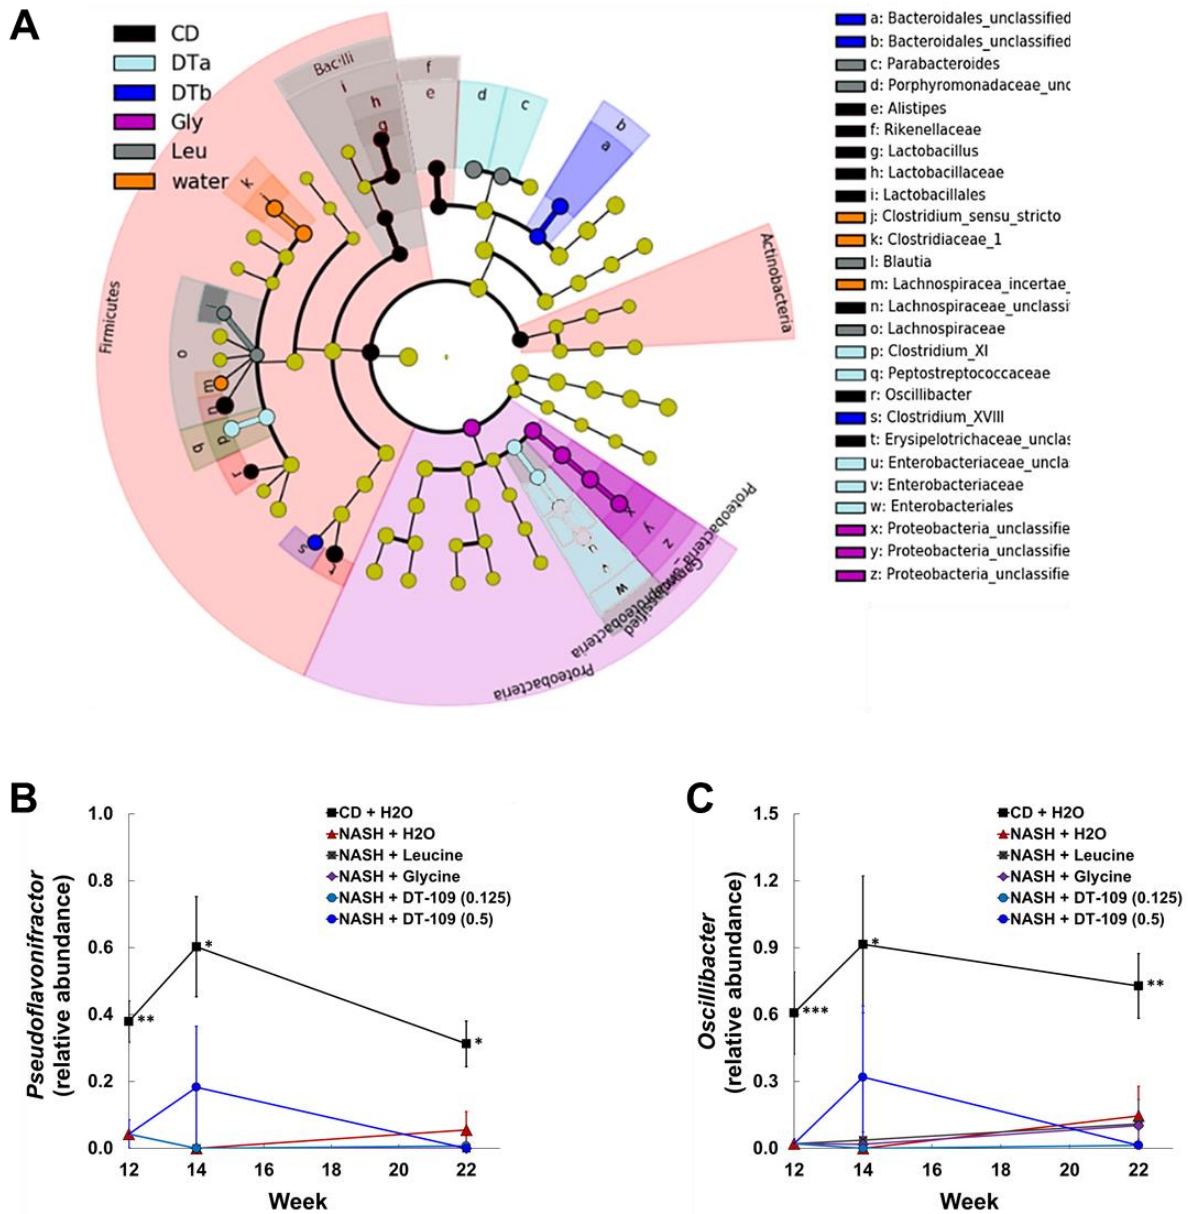 A
CD
DTa
DTb
Gly
Leu
water
Bacilli
i
h
g
f
e
d
c
b
a
k
j
Actinobacteria
Firmicutes
l
o
m
n
p
q
r
s
x
y
z
w
Proteobacteria
Proteobacteria
a: Bacteroidales_unclassified
b: Bacteroidales_unclassified
c: Parabacteroides
d: Porphyromonadaceae_unc
e: Alistipes
f: Rikenellaceae
g: Lactobacillus
h: Lactobacillaceae
i: Lactobacillales
j: Clostridium_sensu_stricto
k: Clostridiaceae_1
l: Blautia
m: Lachnospiracea_incertae_
n: Lachnospiraceae_unclassi
o: Lachnospiraceae
p: Clostridium_XI
q: Peptostreptococcaceae
r: Oscillibacter
s: Clostridium_XVIII
t: Erysipelotrichaceae_unclas
u: Enterobacteriaceae_uncla
v: Enterobacteriaceae
w: Enterobacteriales
x: Proteobacteria_unclassifie
y: Proteobacteria_unclassifie
z: Proteobacteria_unclassifie
B
Pseudoflavonifractor
(relative abundance)
1.0
0.8
0.6
0.4
0.2
0.0
CD + H2O
NASH + H2O
NASH + Leucine
NASH + Glycine
NASH + DT-109 (0.125)
NASH + DT-109 (0.5)
**
*
*
12 14 16 18 20 22
Week
C
Oscillibacter
(relative abundance)
1.5
1.2
0.9
0.6
0.3
0.0
CD + H2O
NASH + H2O
NASH + Leucine
NASH + Glycine
NASH + DT-109 (0.125)
NASH + DT-109 (0.5)
***
*
**
12 14 16 18 20 22
Week